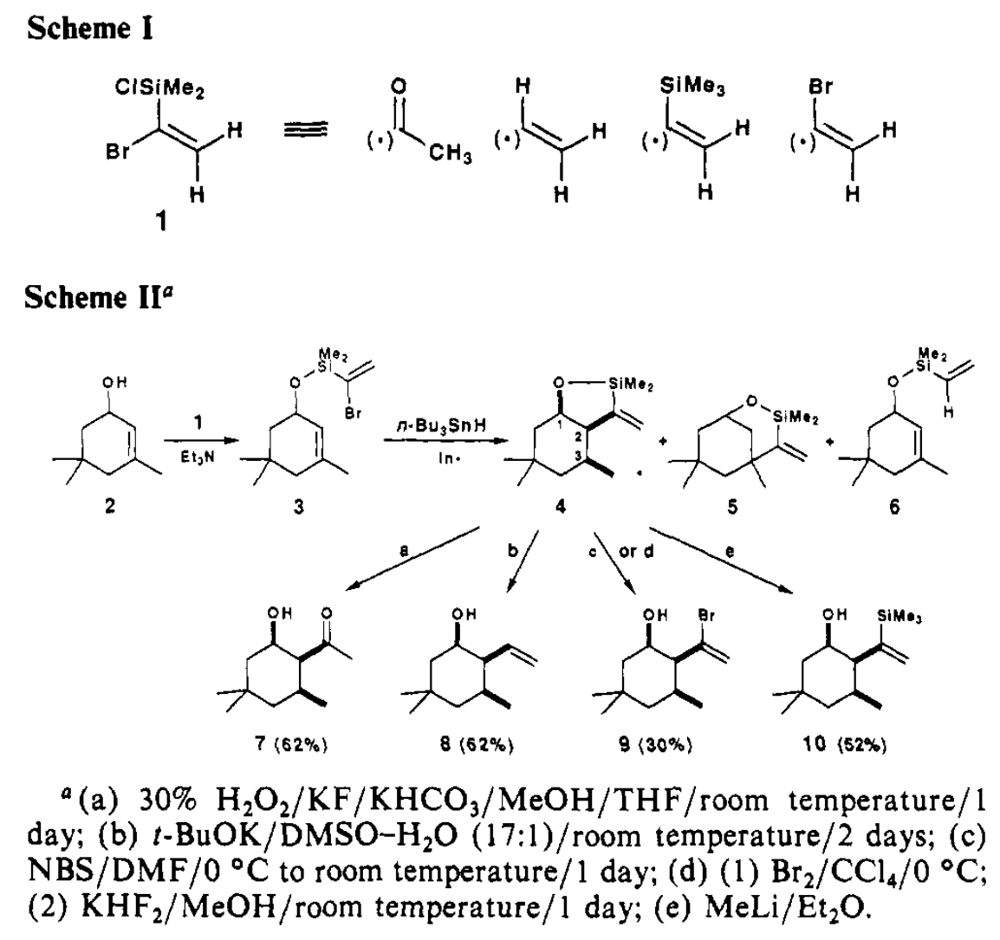 Scheme I
ClSiMe₂ O H SiMe₃ Br
Br H (•) CH₃ (•) H (•) H (•) H
H H H H
1
Scheme IIᵃ
OH Me₂ Si O Br O SiMe₂ O SiMe₂ Me₂ Si O H
1 n-Bu₃SnH 1 2 3 + +
Et₃N In•
2 3 4 5 6
a b c or d e
OH O OH OH Br OH SiMe₃
7 (62%) 8 (62%) 9 (30%) 10 (52%)
ᵃ (a) 30% H₂O₂/KF/KHCO₃/MeOH/THF/room temperature/1
day; (b) t-BuOK/DMSO–H₂O (17:1)/room temperature/2 days; (c)
NBS/DMF/0 °C to room temperature/1 day; (d) (1) Br₂/CCl₄/0 °C;
(2) KHF₂/MeOH/room temperature/1 day; (e) MeLi/Et₂O.